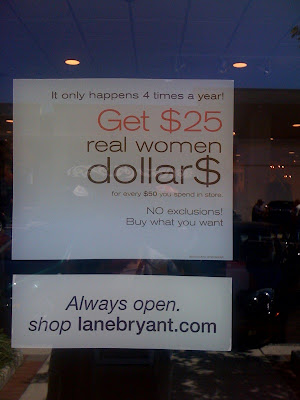 It only happens 4 times a year!
Get $25
real women
dollar$
for every $50 you spend in store.
NO exclusions!
Buy what you want
Always open.
shop lanebryant.com